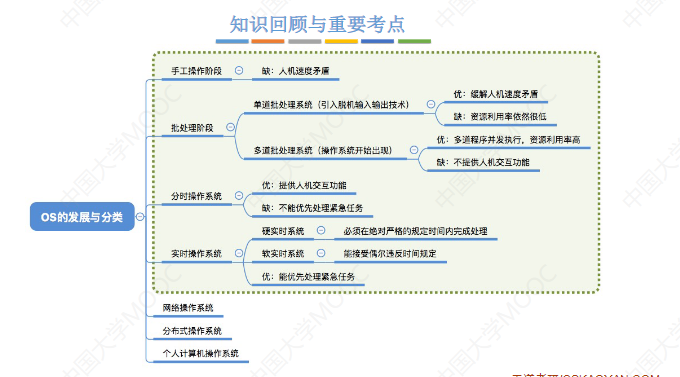 知识回顾与重要考点
手工操作阶段
缺：人机速度矛盾
批处理阶段
单道批处理系统（引入脱机输入输出技术）
优：缓解人机速度矛盾
缺：资源利用率依然很低
多道批处理系统（操作系统开始出现）
优：多道程序并发执行，资源利用率高
缺：不提供人机交互功能
OS的发展与分类
分时操作系统
优：提供人机交互功能
缺：不能优先处理紧急任务
实时操作系统
硬实时系统
必须在绝对严格的规定时间内完成处理
软实时系统
能接受偶尔违反时间规定
优：能优先处理紧急任务
网络操作系统
分布式操作系统
个人计算机操作系统
中国大学MOOC